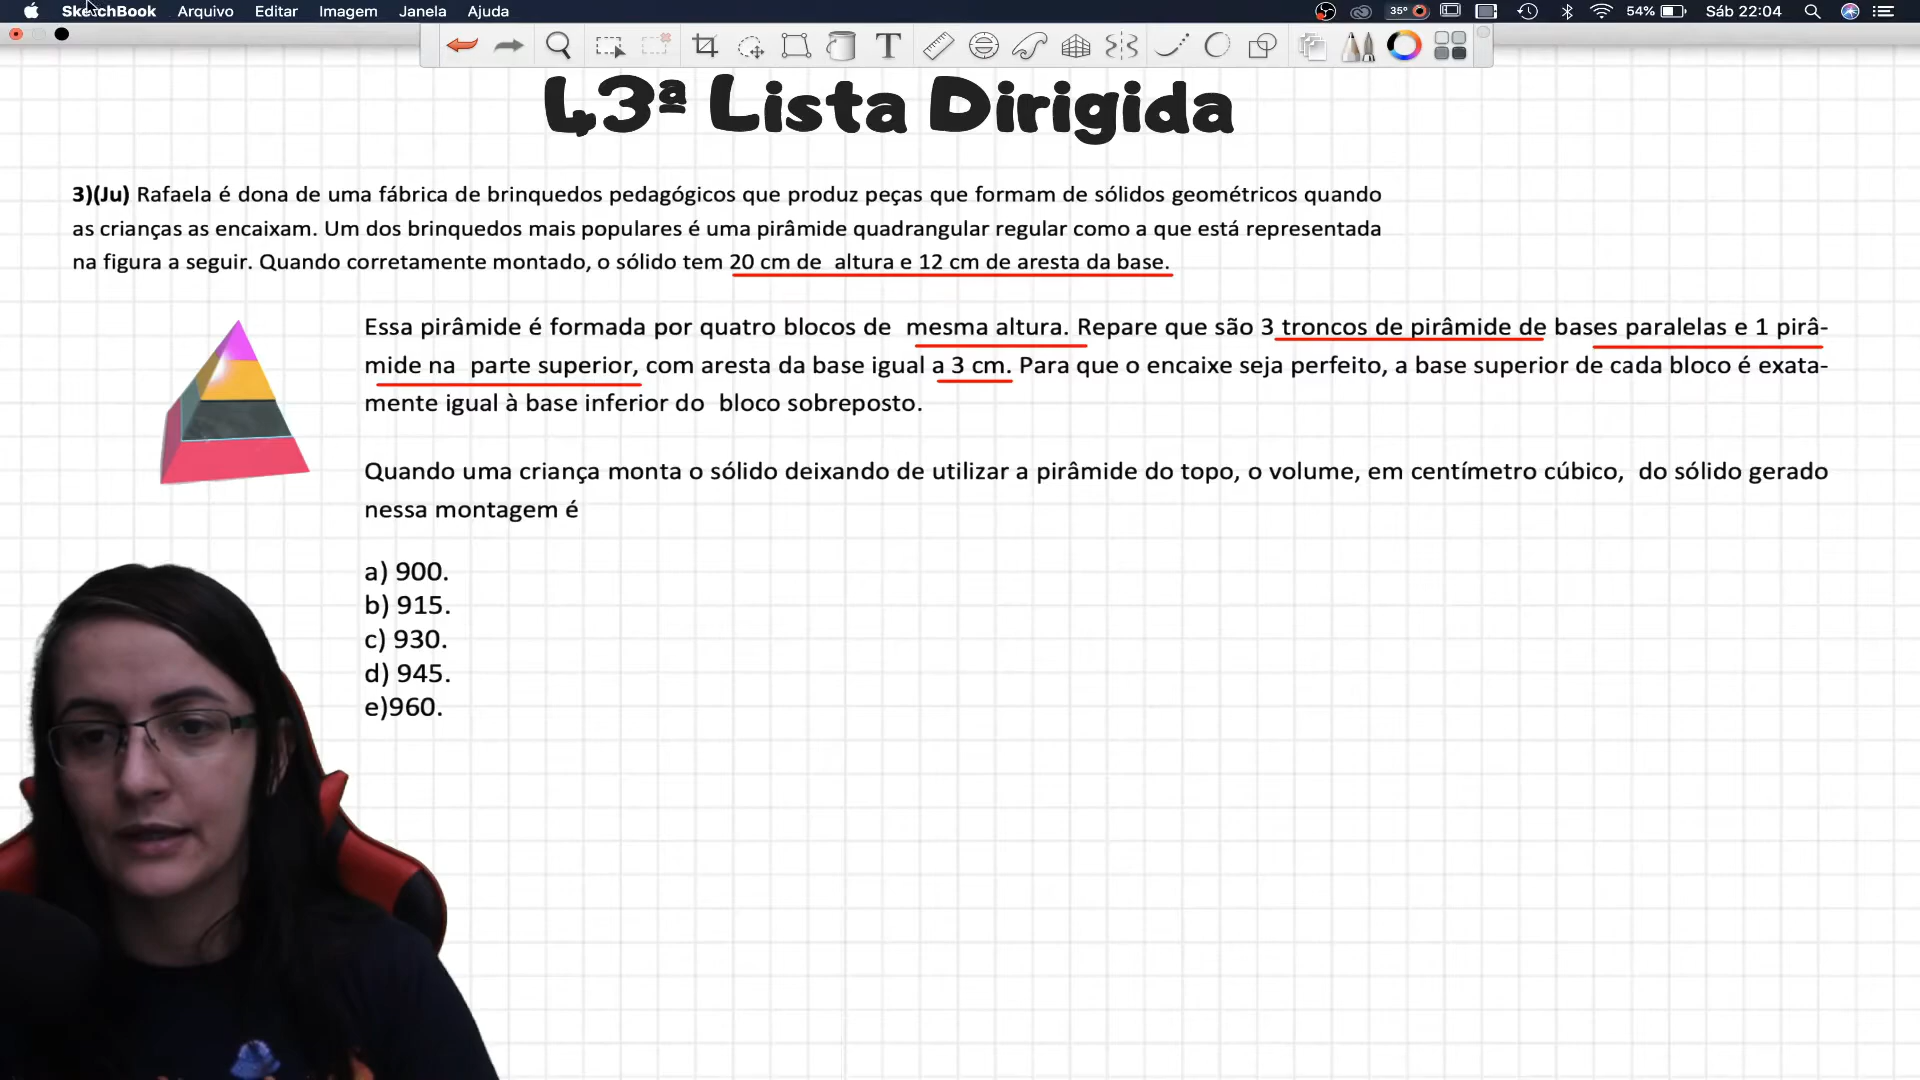 SketchBook Arquivo Editar Imagem Janela Ajuda 35° 54% Sáb 22:04
43ª Lista Dirigida
3)(Ju) Rafaela é dona de uma fábrica de brinquedos pedagógicos que produz peças que formam de sólidos geométricos quando
as crianças as encaixam. Um dos brinquedos mais populares é uma pirâmide quadrangular regular como a que está representada
na figura a seguir. Quando corretamente montado, o sólido tem 20 cm de altura e 12 cm de aresta da base.
Essa pirâmide é formada por quatro blocos de mesma altura. Repare que são 3 troncos de pirâmide de bases paralelas e 1 pirâ-
mide na parte superior, com aresta da base igual a 3 cm. Para que o encaixe seja perfeito, a base superior de cada bloco é exata-
mente igual à base inferior do bloco sobreposto.
Quando uma criança monta o sólido deixando de utilizar a pirâmide do topo, o volume, em centímetro cúbico, do sólido gerado
nessa montagem é
a) 900.
b) 915.
c) 930.
d) 945.
e)960.